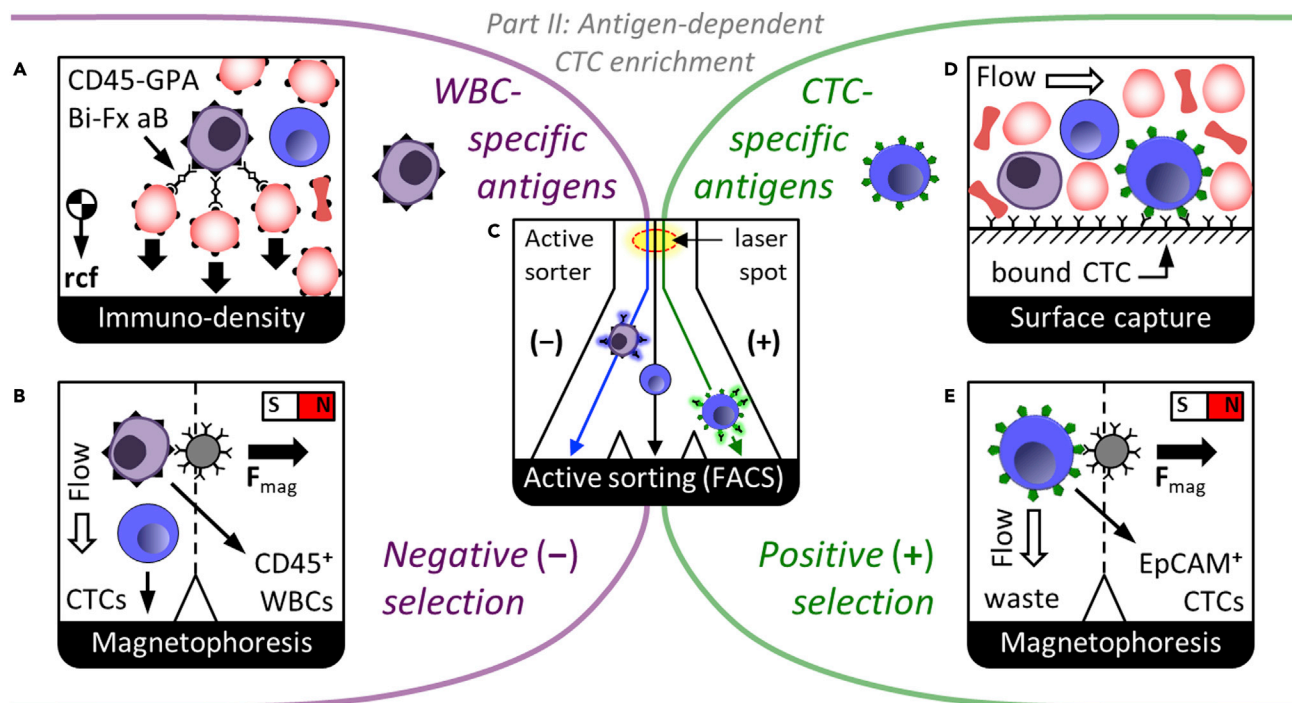 Part II: Antigen-dependent
CTC enrichment
A
CD45-GPA
Bi-Fx aB
rcf
Immuno-density
WBC-
specific
antigens
CTC-
specific
antigens
D
Flow
bound CTC
Surface capture
C
Active
sorter
laser
spot
(−)
(+)
Active sorting (FACS)
B
S
N
Flow
Fmag
CTCs
CD45⁺
WBCs
Magnetophoresis
Negative (−)
selection
Positive (+)
selection
E
S
N
Flow
Fmag
waste
EpCAM⁺
CTCs
Magnetophoresis